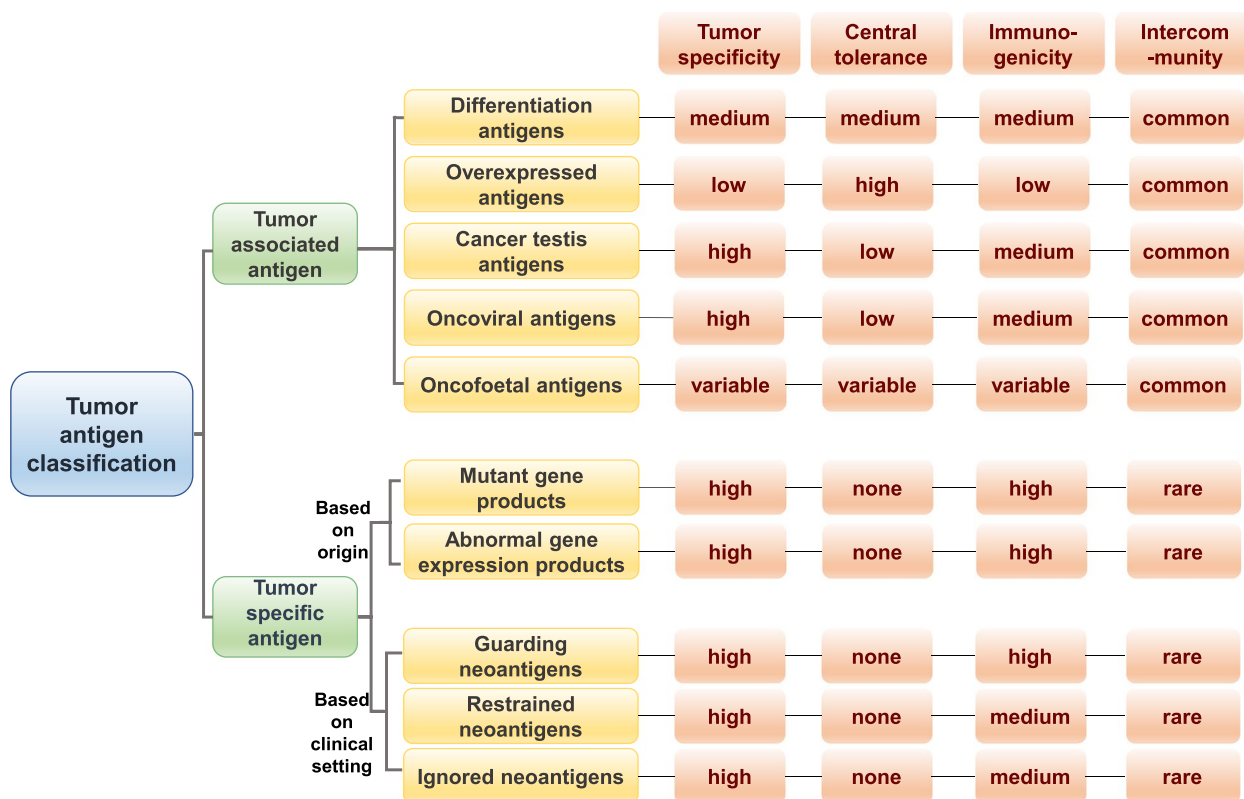 Tumor
specificity
Central
tolerance
Immuno-
genicity
Intercom
-munity
Differentiation
antigens
medium
medium
medium
common
Overexpressed
antigens
low
high
low
common
Tumor
associated
antigen
Cancer testis
antigens
high
low
medium
common
Oncoviral antigens
high
low
medium
common
Oncofoetal antigens
variable
variable
variable
common
Tumor
antigen
classification
Based
on
origin
Mutant gene
products
high
none
high
rare
Abnormal gene
expression products
high
none
high
rare
Tumor
specific
antigen
Based
on
clinical
setting
Guarding
neoantigens
high
none
high
rare
Restrained
neoantigens
high
none
medium
rare
Ignored neoantigens
high
none
medium
rare